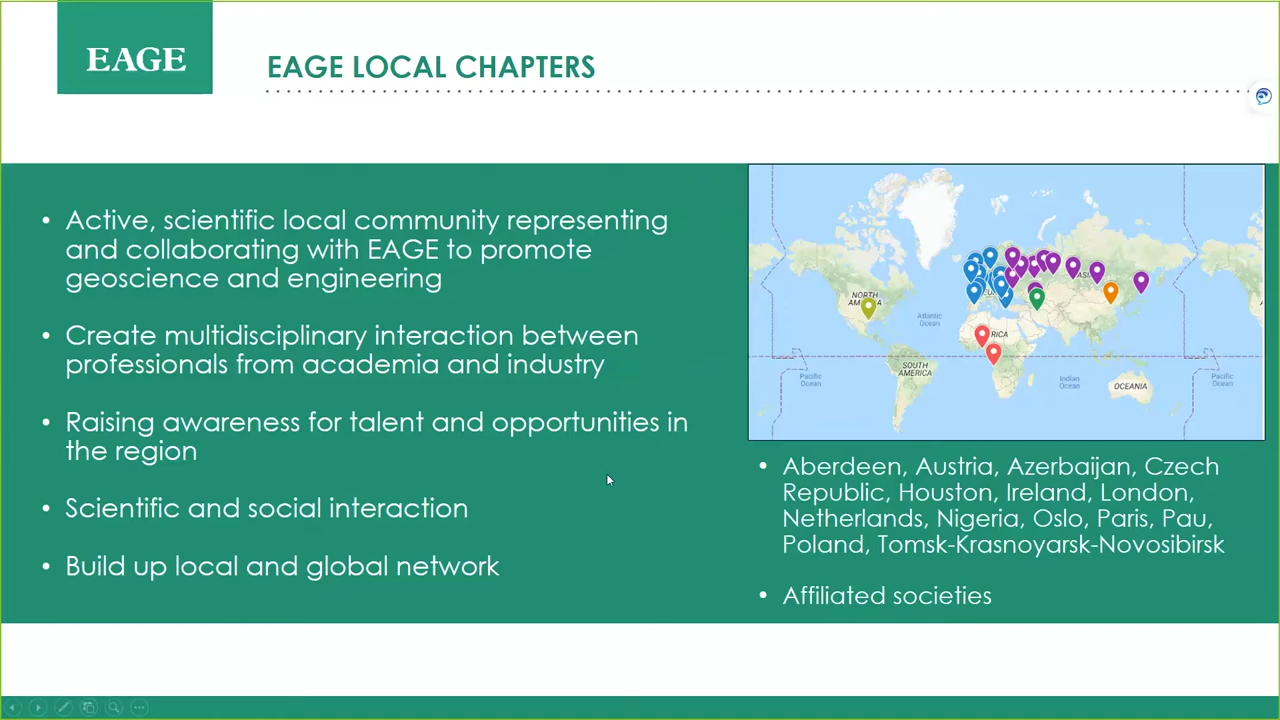 EAGE
EAGE LOCAL CHAPTERS
• Active, scientific local community representing
and collaborating with EAGE to promote
geoscience and engineering
• Create multidisciplinary interaction between
professionals from academia and industry
• Raising awareness for talent and opportunities in
the region
• Scientific and social interaction
• Build up local and global network
NORTH
Atlantic
Ocean
RICA
SOUTH
AMERICA
Pacific
Ocean
Indian
Ocean
OCEANIA
Pacific
Ocean
• Aberdeen, Austria, Azerbaijan, Czech
Republic, Houston, Ireland, London,
Netherlands, Nigeria, Oslo, Paris, Pau,
Poland, Tomsk-Krasnoyarsk-Novosibirsk
• Affiliated societies